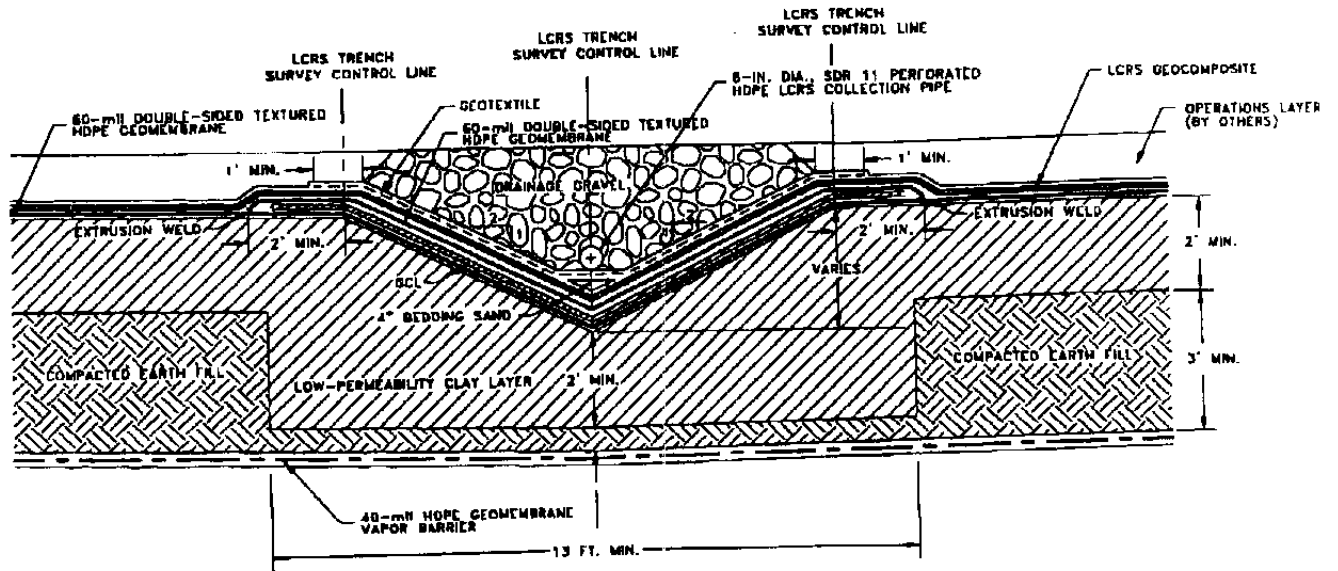 LCRS TRENCH
SURVEY CONTROL LINE
LCRS TRENCH
SURVEY CONTROL LINE
LCRS TRENCH
SURVEY CONTROL LINE
6-IN. DIA., SDR 11 PERFORATED
HDPE LCRS COLLECTION PIPE
LCRS GEOCOMPOSITE
GEOTEXTILE
60-mil DOUBLE-SIDED TEXTURED
HDPE GEOMEMBRANE
60-mil DOUBLE-SIDED TEXTURED
HDPE GEOMEMBRANE
OPERATIONS LAYER
(BY OTHERS)
1' MIN.
1' MIN.
DRAINAGE GRAVEL
2
1
2
1
EXTRUSION WELD
EXTRUSION WELD
2' MIN.
2' MIN.
2' MIN.
VARIES
GCL
4" BEDDING SAND
COMPACTED EARTH FILL
COMPACTED EARTH FILL
3' MIN.
LOW-PERMEABILITY CLAY LAYER
2' MIN.
40-mil HDPE GEOMEMBRANE
VAPOR BARRIER
13 FT. MIN.